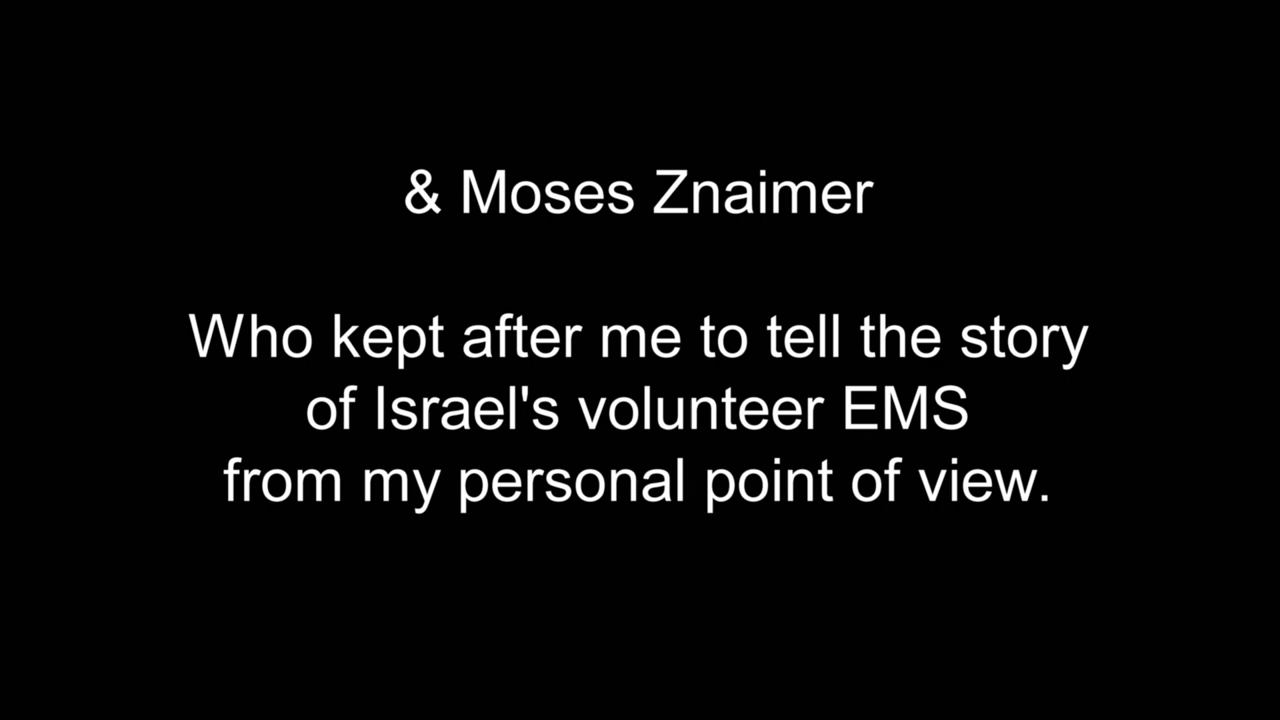 & Moses Znaimer
Who kept after me to tell the story
of Israel's volunteer EMS
from my personal point of view.